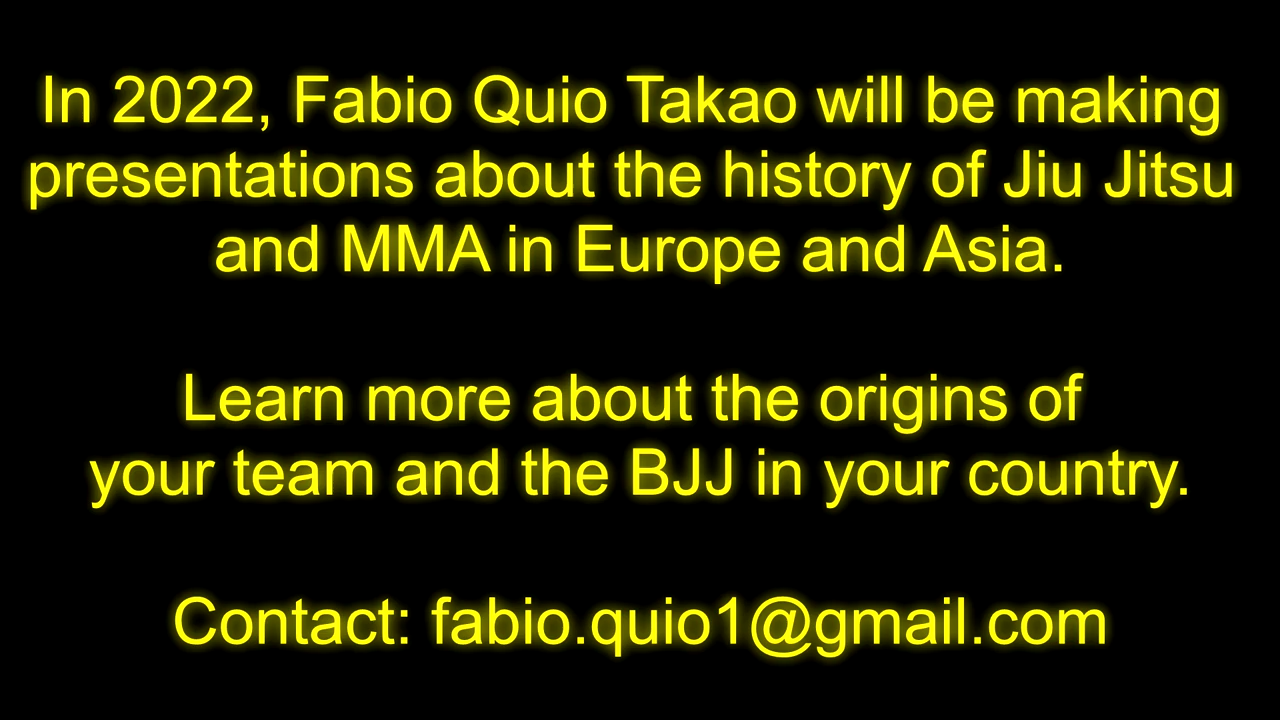 In 2022, Fabio Quio Takao will be making
presentations about the history of Jiu Jitsu
and MMA in Europe and Asia.
Learn more about the origins of
your team and the BJJ in your country.
Contact: fabio.quio1@gmail.com